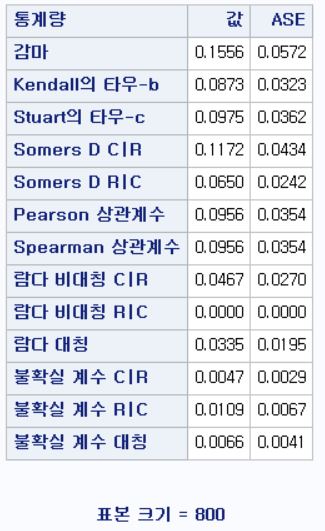 통계량 값 ASE
감마 0.1556 0.0572
Kendall의 타우-b 0.0873 0.0323
Stuart의 타우-c 0.0975 0.0362
Somers D C|R 0.1172 0.0434
Somers D R|C 0.0650 0.0242
Pearson 상관계수 0.0956 0.0354
Spearman 상관계수 0.0956 0.0354
람다 비대칭 C|R 0.0467 0.0270
람다 비대칭 R|C 0.0000 0.0000
람다 대칭 0.0335 0.0195
불확실 계수 C|R 0.0047 0.0029
불확실 계수 R|C 0.0109 0.0067
불확실 계수 대칭 0.0066 0.0041
표본 크기 = 800